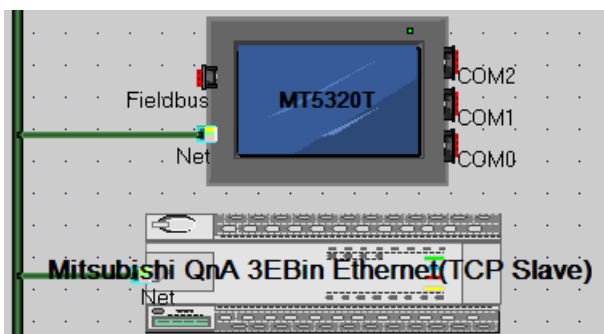 COM2
Fieldbus
MT5320T
COM1
Net
COM0
Mitsubishi QnA 3EBin Ethernet(TCP Slave)
Net